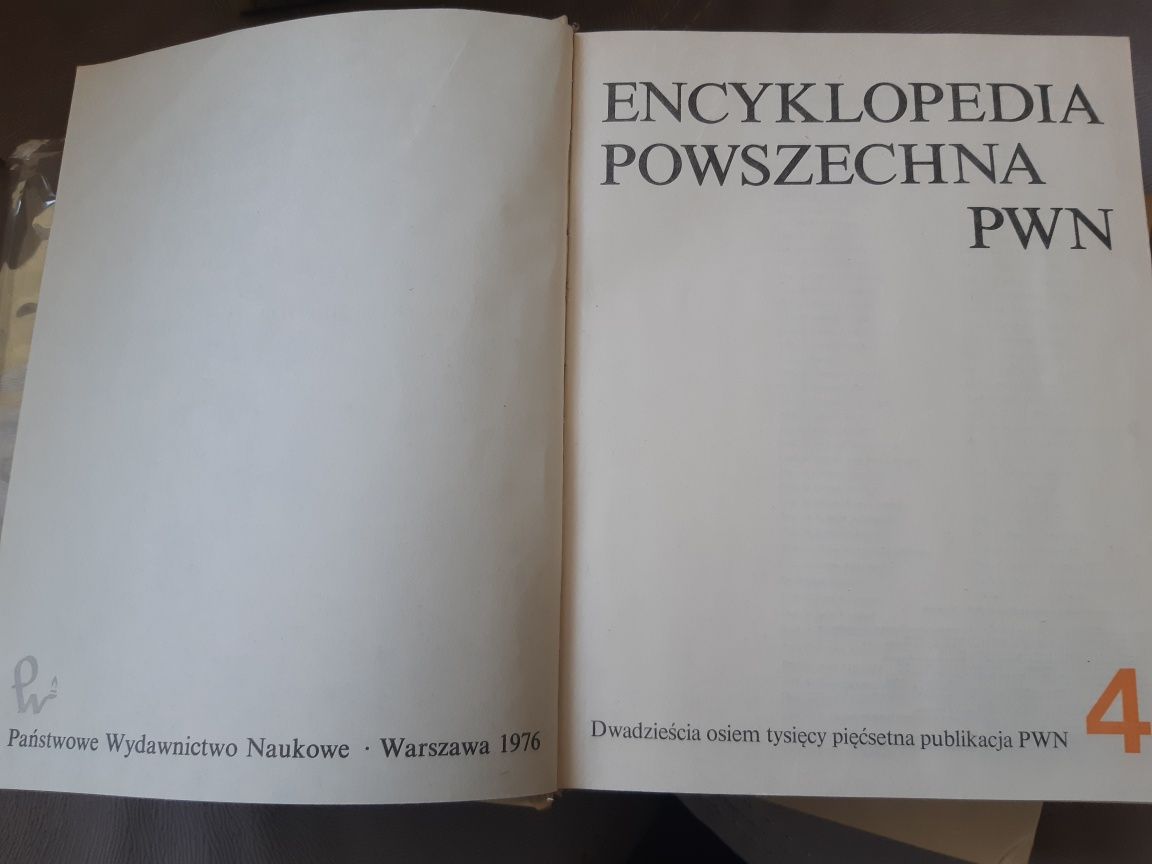 Państwowe Wydawnictwo Naukowe · Warszawa 1976
ENCYKLOPEDIA
POWSZECHNA
PWN
Dwadzieścia osiem tysięcy pięćsetna publikacja PWN
4